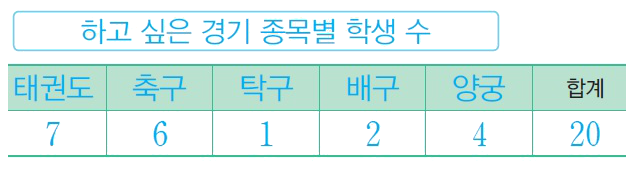 하고 싶은 경기 종목별 학생 수
태권도 축구 탁구 배구 양궁 합계
7 6 1 2 4 20